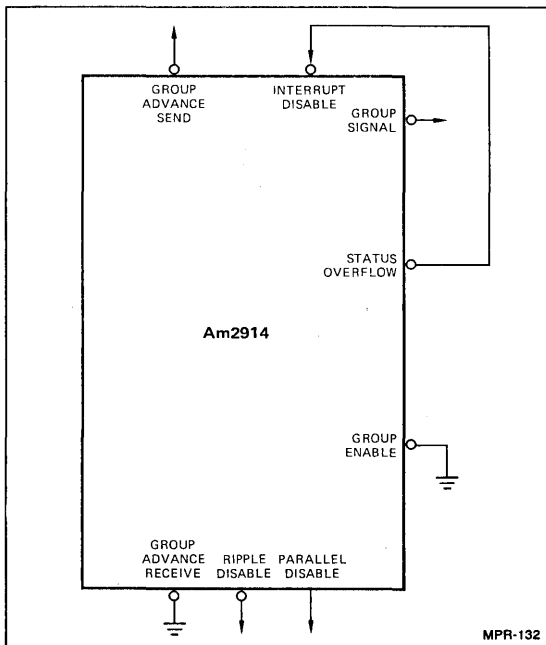 GROUP
ADVANCE
SEND
INTERRUPT
DISABLE
GROUP
SIGNAL
STATUS
OVERFLOW
Am2914
GROUP
ENABLE
GROUP
ADVANCE
RECEIVE
RIPPLE
DISABLE
PARALLEL
DISABLE
MPR-132